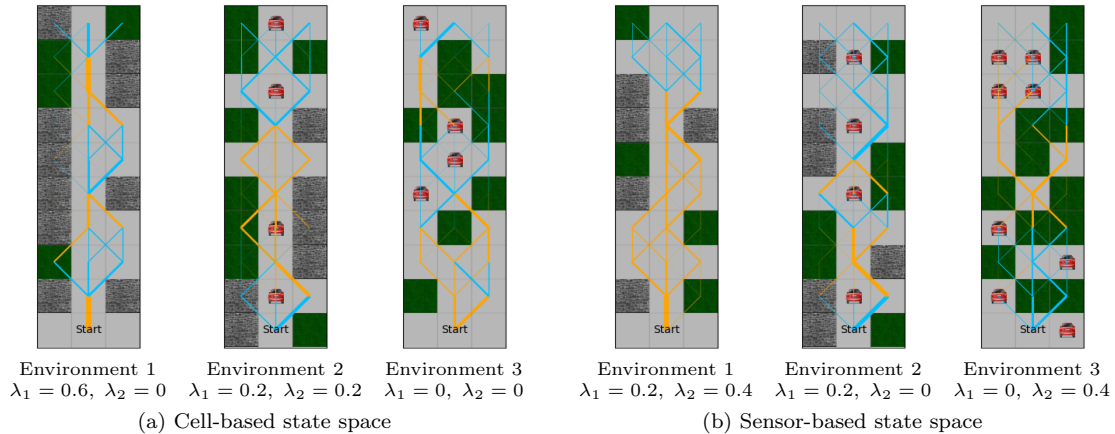 Start Start Start Start Start Start
Environment 1 Environment 2 Environment 3 Environment 1 Environment 2 Environment 3
λ₁ = 0.6, λ₂ = 0 λ₁ = 0.2, λ₂ = 0.2 λ₁ = 0, λ₂ = 0 λ₁ = 0.2, λ₂ = 0.4 λ₁ = 0.2, λ₂ = 0 λ₁ = 0, λ₂ = 0.4
(a) Cell-based state space (b) Sensor-based state space